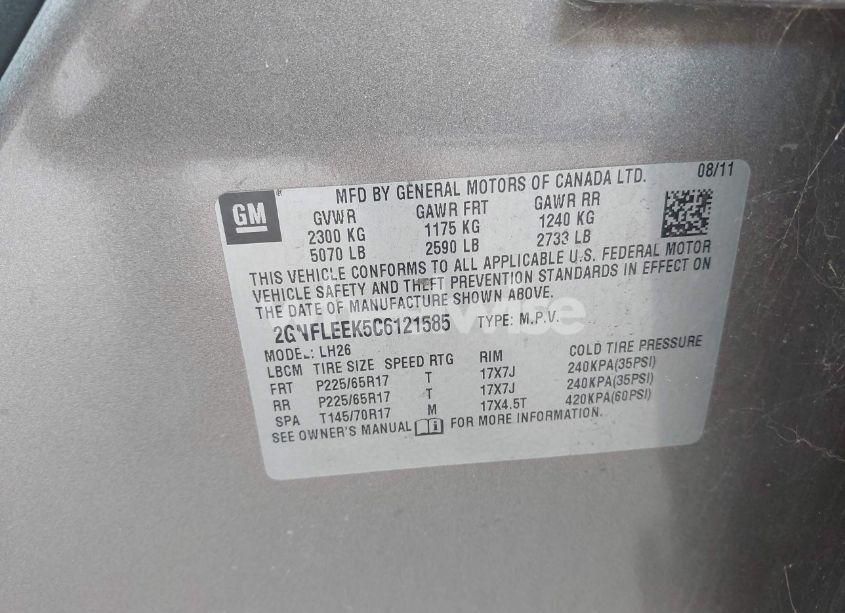 GM
MFD BY GENERAL MOTORS OF CANADA LTD. 08/11
GVWR GAWR FRT GAWR RR
2300 KG 1175 KG 1240 KG
5070 LB 2590 LB 2733 LB
THIS VEHICLE CONFORMS TO ALL APPLICABLE U.S. FEDERAL MOTOR
VEHICLE SAFETY AND THEFT PREVENTION STANDARDS IN EFFECT ON
THE DATE OF MANUFACTURE SHOWN ABOVE.
2GNFLEEK5C6121585 TYPE: M.P.V.
MODEL: LH26
LBCM TIRE SIZE SPEED RTG RIM COLD TIRE PRESSURE
FRT P225/65R17 T 17X7J 240KPA(35PSI)
RR P225/65R17 T 17X7J 240KPA(35PSI)
SPA T145/70R17 M 17X4.5T 420KPA(60PSI)
SEE OWNER'S MANUAL FOR MORE INFORMATION.